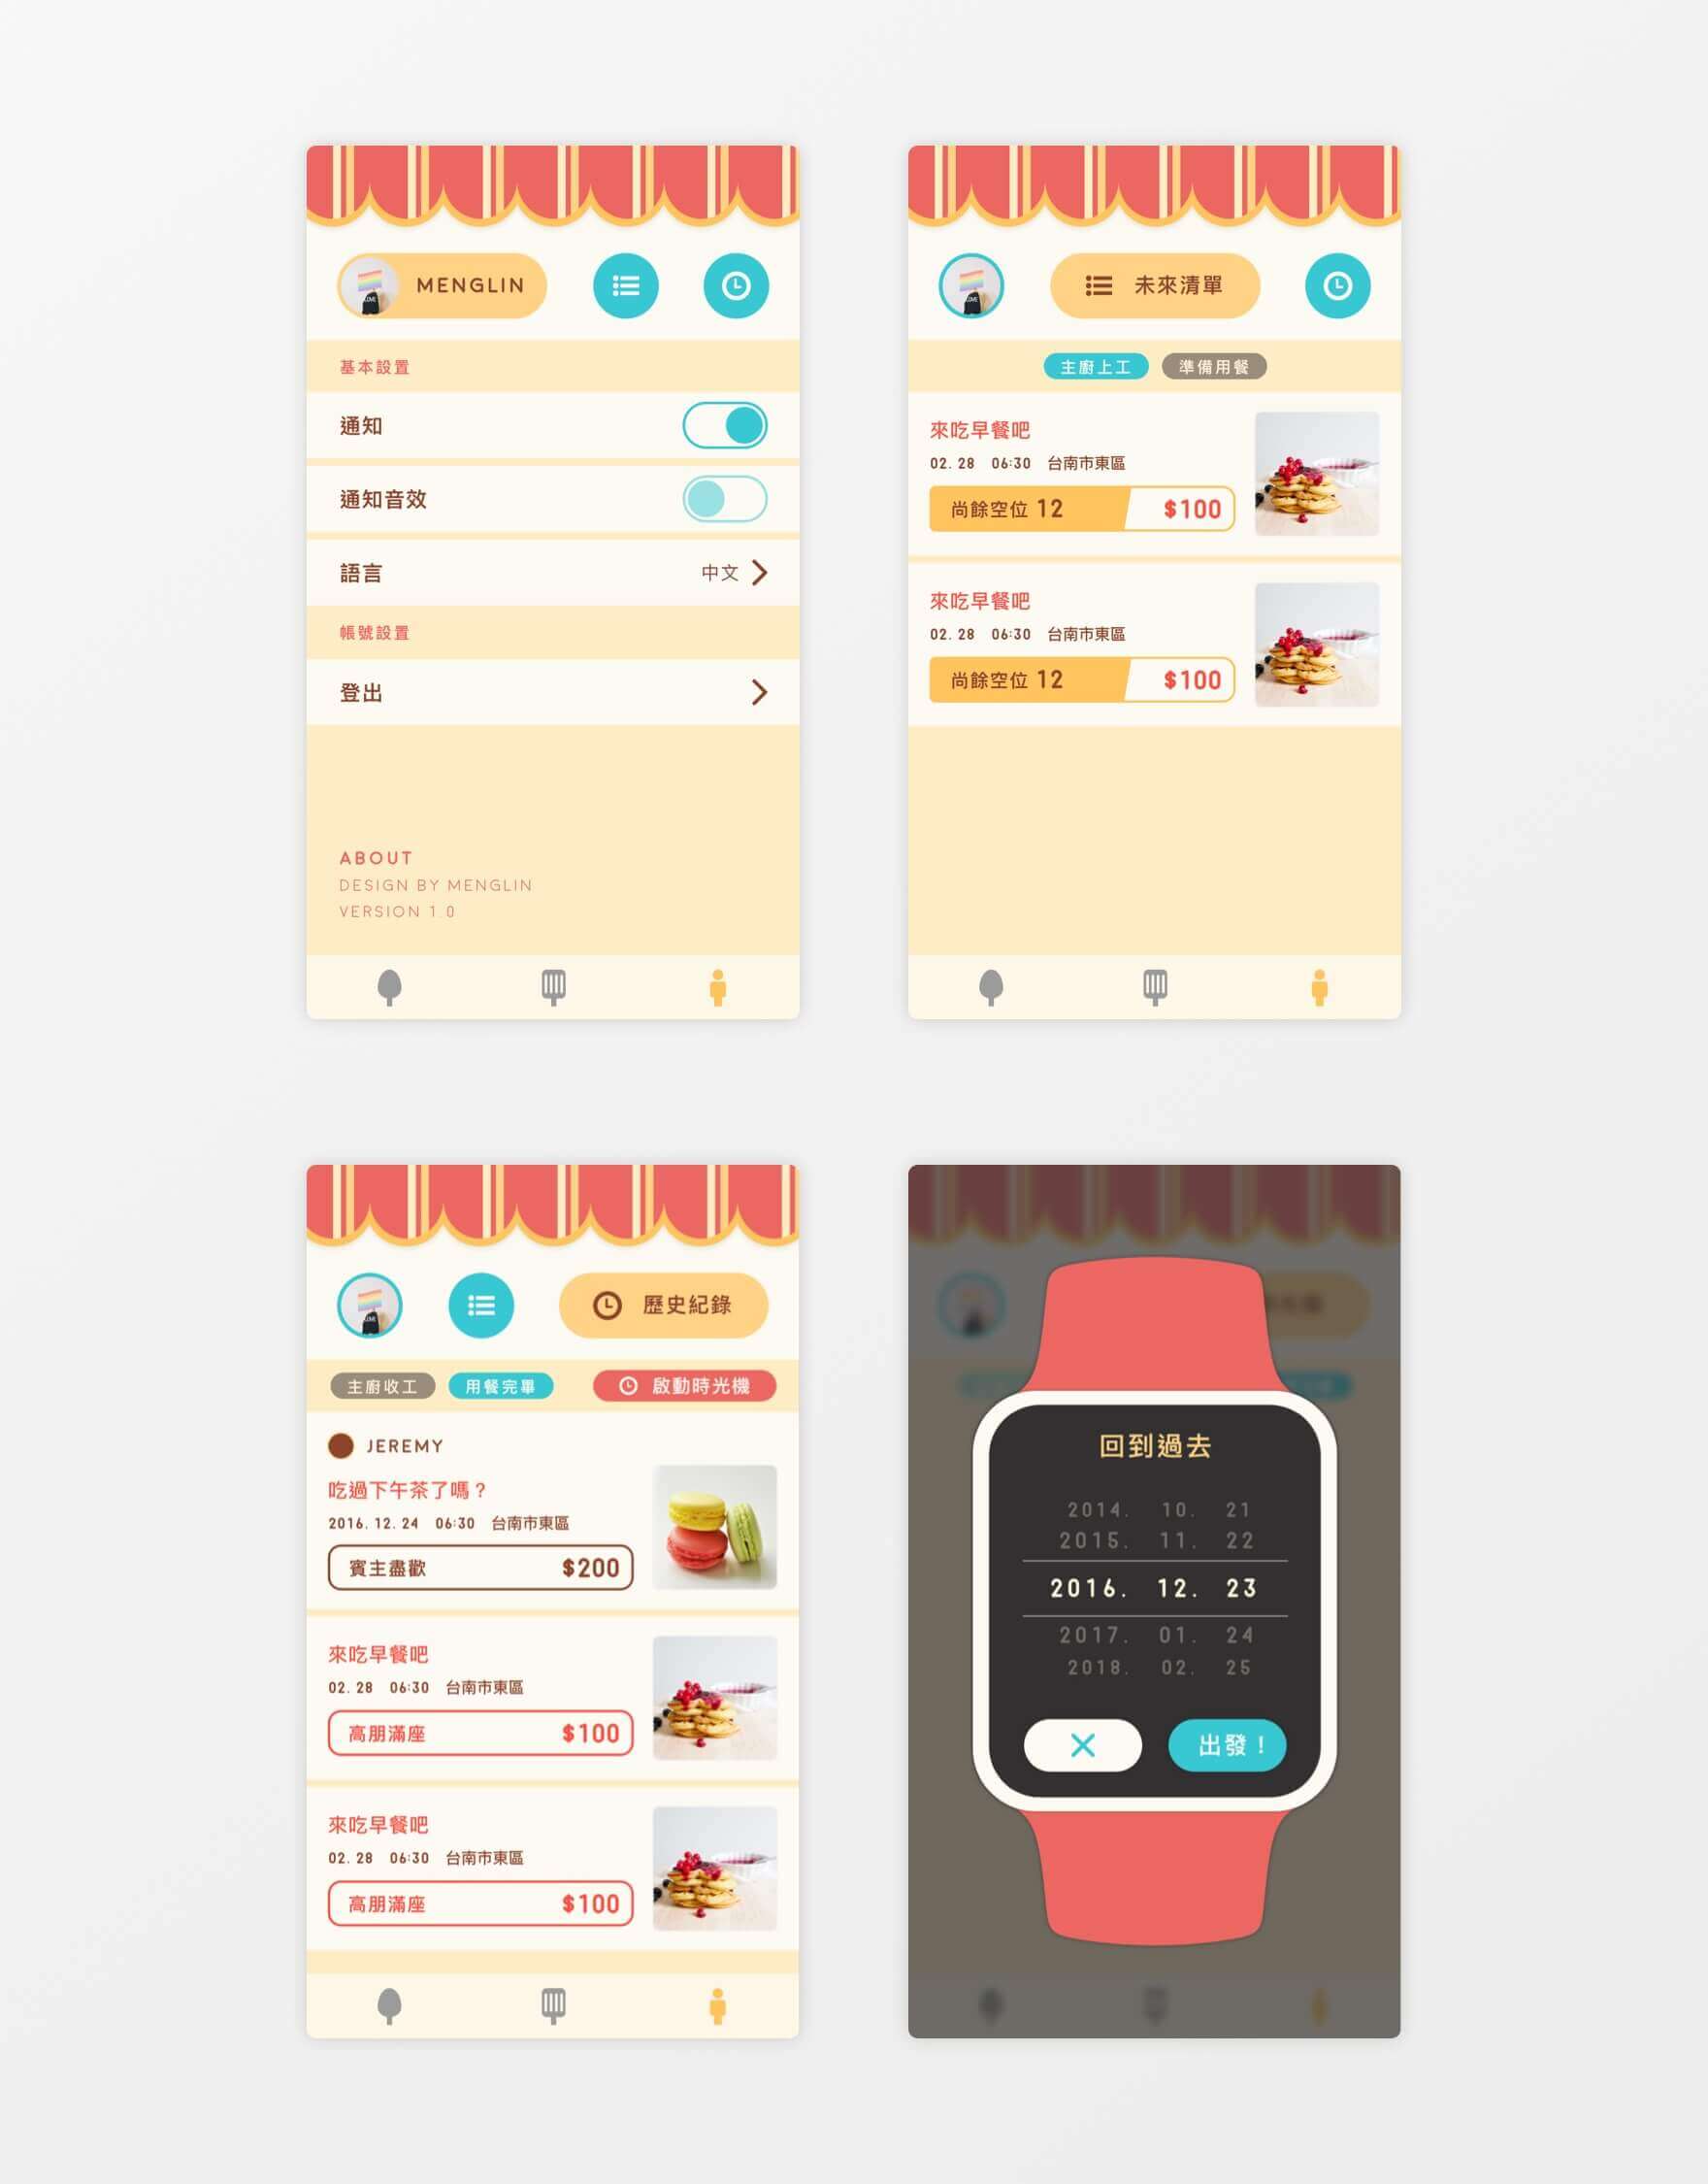 MENGLIN
基本設置
通知
通知音效
語言 中文
帳號設置
登出
ABOUT
DESIGN BY MENGLIN
VERSION 1.0
未來清單
主廚上工 準備用餐
來吃早餐吧
02. 28 06:30 台南市東區
尚餘空位 12 $100
來吃早餐吧
02. 28 06:30 台南市東區
尚餘空位 12 $100
歷史紀錄
主廚收工 用餐完畢 啟動時光機
JEREMY
吃過下午茶了嗎？
2016. 12. 24 06:30 台南市東區
賓主盡歡 $200
來吃早餐吧
02. 28 06:30 台南市東區
高朋滿座 $100
來吃早餐吧
02. 28 06:30 台南市東區
高朋滿座 $100
回到過去
2014. 10. 21
2015. 11. 22
2016. 12. 23
2017. 01. 24
2018. 02. 25
出發！